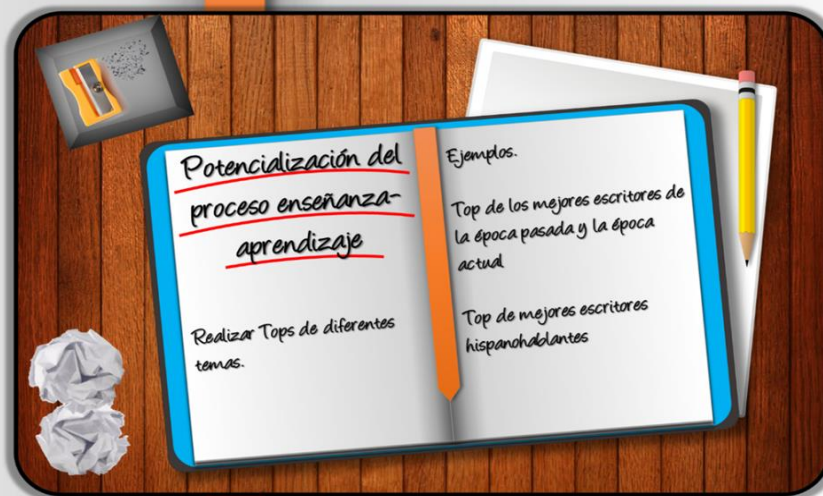 Potencialización del
proceso enseñanza-
aprendizaje
Realizar Tops de diferentes
temas.
Ejemplos.
Top de los mejores escritores de
la época pasada y la época
actual
Top de mejores escritores
hispanohablantes